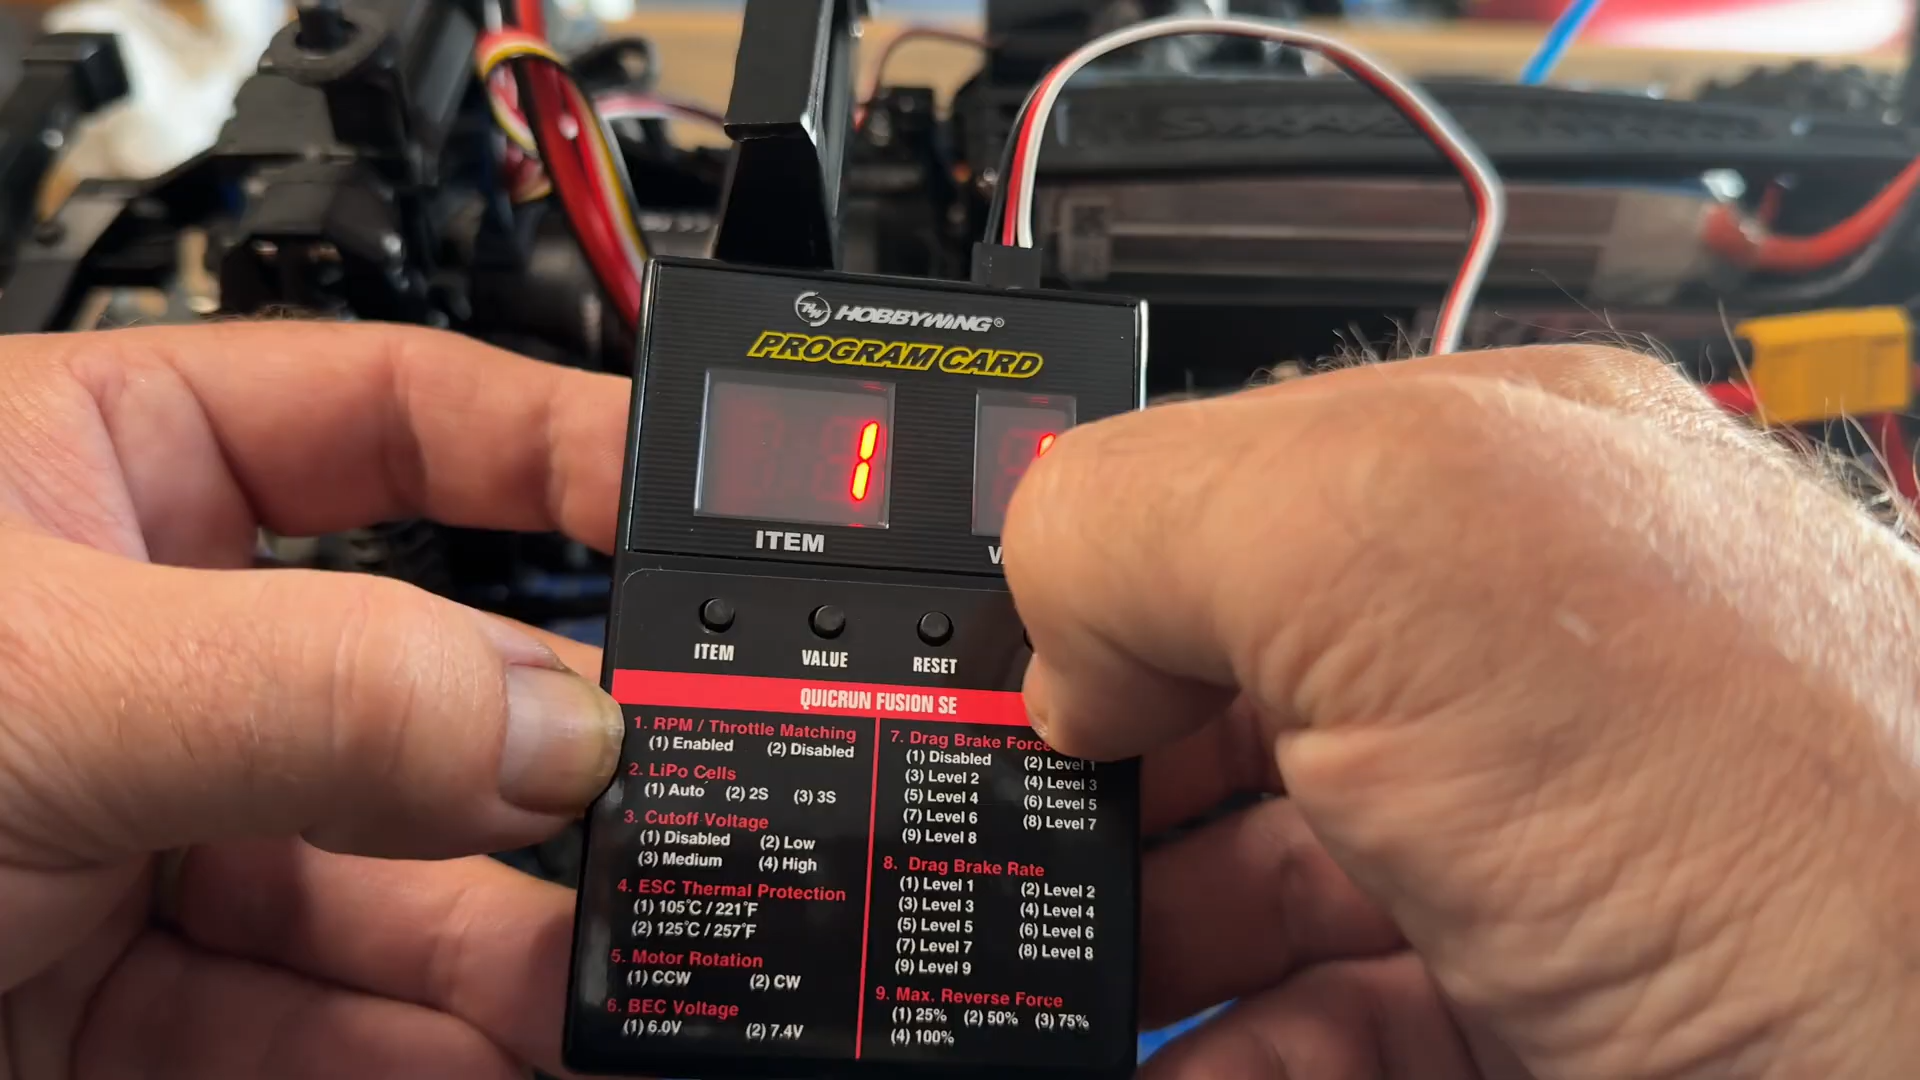 HOBBYWING®
PROGRAM CARD
1
ITEM
ITEM
VALUE
RESET
QUICRUN FUSION SE
1. RPM / Throttle Matching
(1) Enabled (2) Disabled
2. LiPo Cells
(1) Auto (2) 2S (3) 3S
3. Cutoff Voltage
(1) Disabled (2) Low
(3) Medium (4) High
4. ESC Thermal Protection
(1) 105°C / 221°F
(2) 125°C / 257°F
5. Motor Rotation
(1) CCW (2) CW
6. BEC Voltage
(1) 6.0V (2) 7.4V
7. Drag Brake Force
(1) Disabled (2) Level 1
(3) Level 2 (4) Level 3
(5) Level 4 (6) Level 5
(7) Level 6 (8) Level 7
(9) Level 8
8. Drag Brake Rate
(1) Level 1 (2) Level 2
(3) Level 3 (4) Level 4
(5) Level 5 (6) Level 6
(7) Level 7 (8) Level 8
(9) Level 9
9. Max. Reverse Force
(1) 25% (2) 50% (3) 75%
(4) 100%